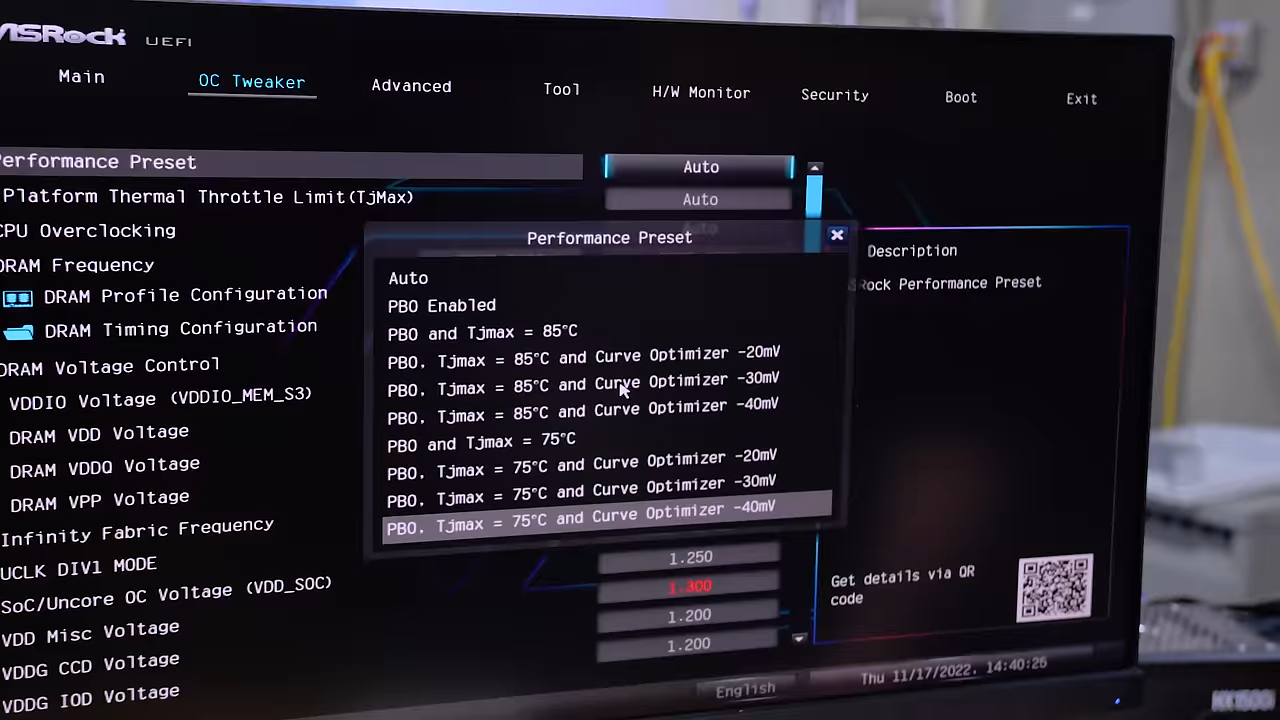 ASRock UEFI
Main OC Tweaker Advanced Tool H/W Monitor Security Boot Exit
Performance Preset Auto
Platform Thermal Throttle Limit(TjMax) Auto
CPU Overclocking Auto
DRAM Frequency
DRAM Profile Configuration
DRAM Timing Configuration
DRAM Voltage Control
VDDIO Voltage (VDDIO_MEM_S3)
DRAM VDD Voltage
DRAM VDDQ Voltage
DRAM VPP Voltage
Infinity Fabric Frequency
UCLK DIV1 MODE
SoC/Uncore OC Voltage (VDD_SOC)
VDD Misc Voltage
VDDG CCD Voltage
VDDG IOD Voltage
Performance Preset
Auto
PBO Enabled
PBO and Tjmax = 85°C
PBO. Tjmax = 85°C and Curve Optimizer -20mV
PBO. Tjmax = 85°C and Curve Optimizer -30mV
PBO. Tjmax = 85°C and Curve Optimizer -40mV
PBO and Tjmax = 75°C
PBO. Tjmax = 75°C and Curve Optimizer -20mV
PBO. Tjmax = 75°C and Curve Optimizer -30mV
PBO. Tjmax = 75°C and Curve Optimizer -40mV
1.250
1.300
1.200
1.200
Description
SRock Performance Preset
Get details via QR
code
English
Thu 11/17/2022. 14:40:26